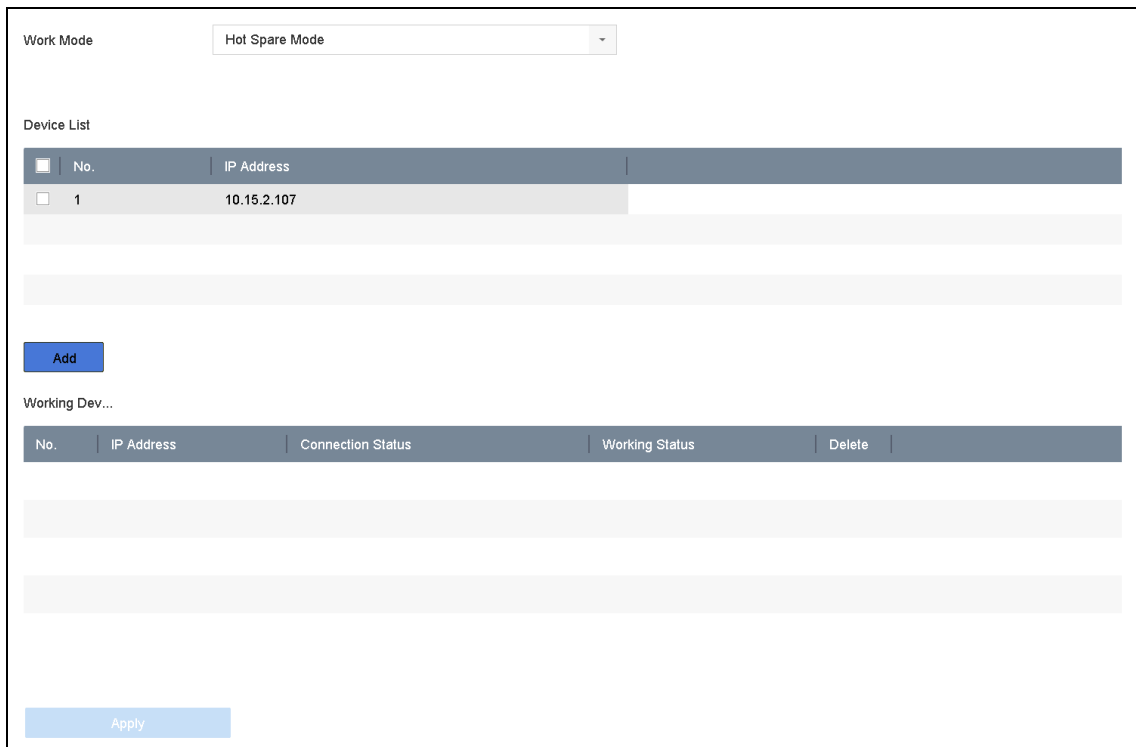 Work Mode Hot Spare Mode
Device List
No. IP Address
1 10.15.2.107
Add
Working Dev...
No. IP Address Connection Status Working Status Delete
Apply